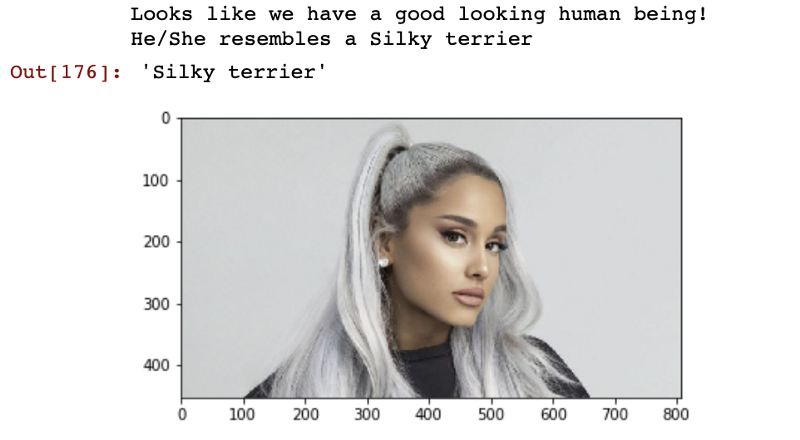 Looks like we have a good looking human being!
He/She resembles a Silky terrier
Out[176]: 'Silky terrier'
0
100
200
300
400
0 100 200 300 400 500 600 700 800